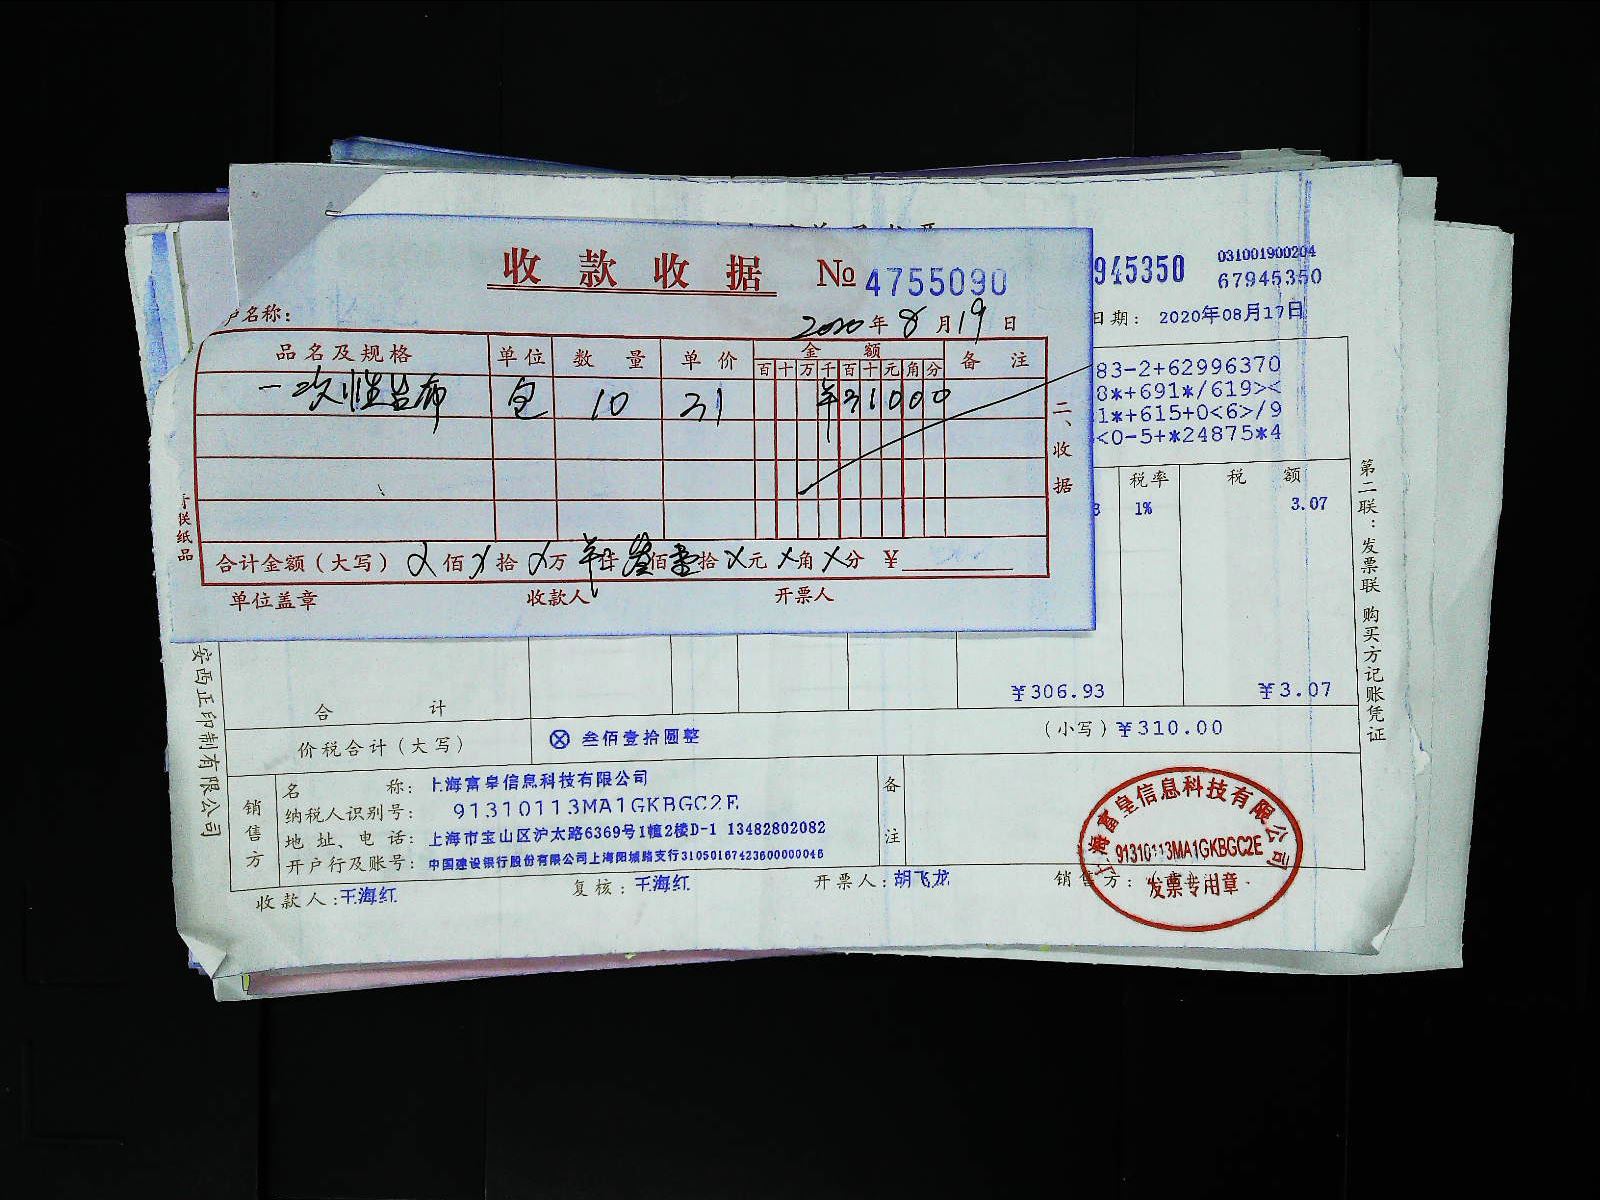 收款收据 № 4755090
户名称：
2020年8月19日
品名及规格 单位 数量 单价 金额 备注
百十万千百十元角分
一次性台布 包 10 31 ¥31000
二、收据
合计金额（大写） X佰X拾X万¥仟叁佰壹拾X元X角X分 ¥
单位盖章 收款人 开票人
联纸品
945350 031001900204
67945350
日期： 2020年08月17日
83-2+62996370
8*+691*/619><
1*+615+0<6>/9
<0-5+*24875*4
税率 税额
1% 3.07
第二联：发票联 购买方记账凭证
合计 ¥306.93 ¥3.07
价税合计（大写） ⊗ 叁佰壹拾圆整 （小写）¥310.00
销售方
名称： 上海富皇信息科技有限公司
纳税人识别号： 91310113MA1GKBGC2E
地址、电话： 上海市宝山区沪太路6369号1幢2楼D-1 13482802082
开户行及账号： 中国建设银行股份有限公司上海阳城路支行31050167423600000046
备注
收款人：王海红 复核：王海红 开票人：胡飞龙 销售方：
上海富皇信息科技有限公司
91310113MA1GKBGC2E
发票专用章
安西正印制有限公司